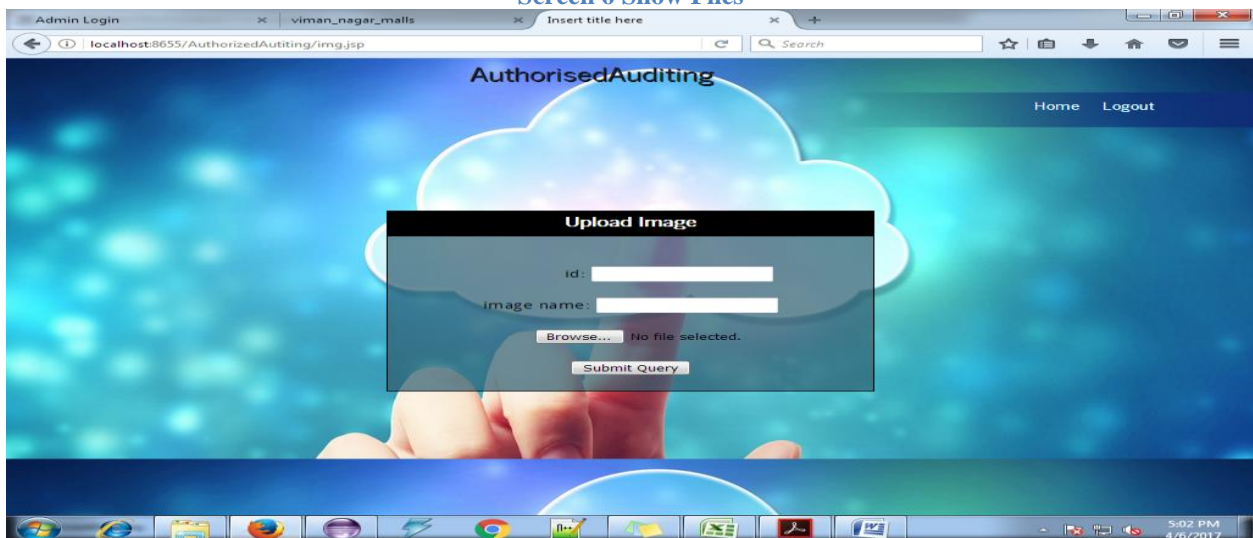 Screen 6 Show Files
Admin Login
viman_nagar_malls
Insert title here
localhost:8655/AuthorizedAutiting/img.jsp
Search
AuthorisedAuditing
Home Logout
Upload Image
id:
image name:
Browse... No file selected.
Submit Query
5:02 PM
4/6/2017